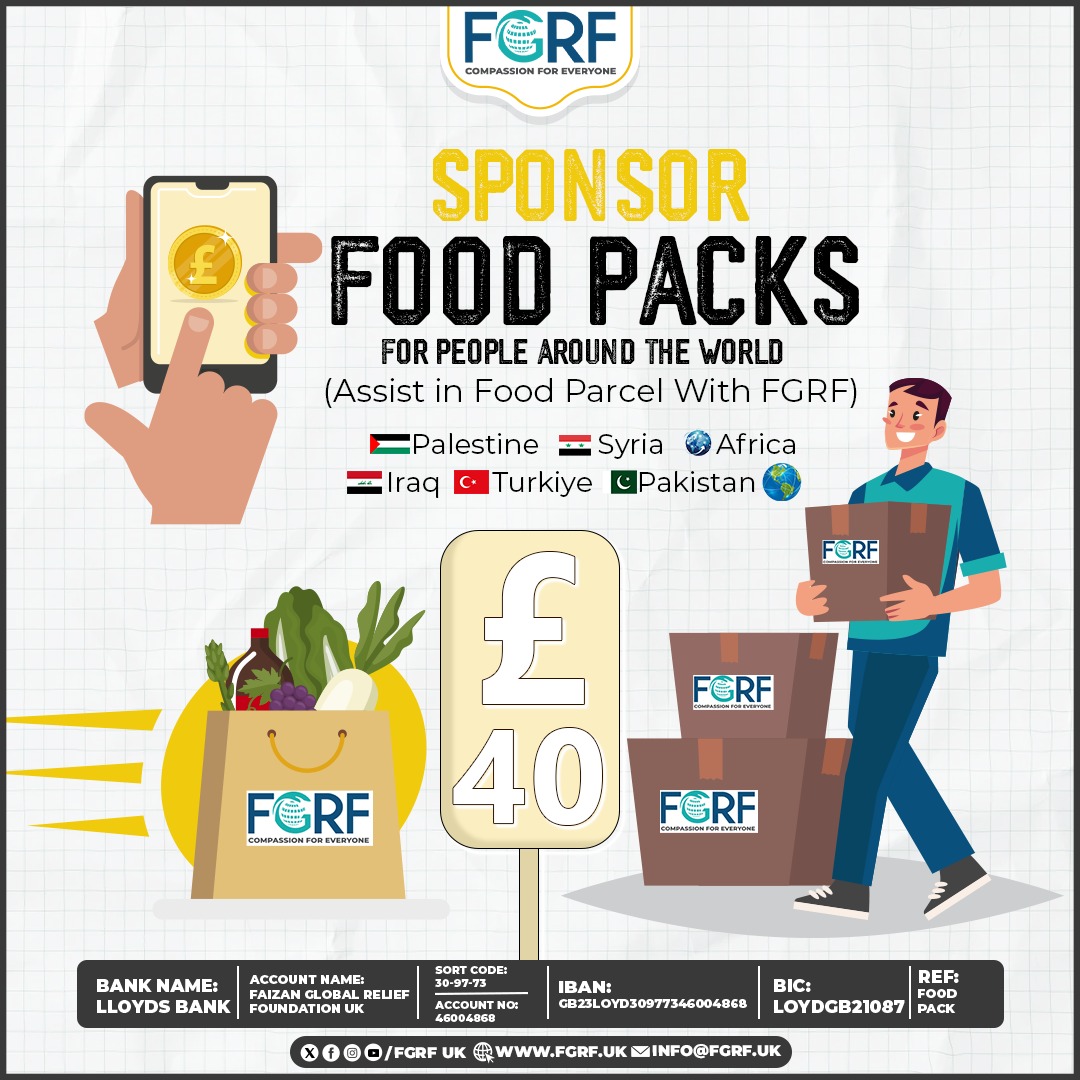 FGRF
COMPASSION FOR EVERYONE
SPONSOR
FOOD PACKS
FOR PEOPLE AROUND THE WORLD
(Assist in Food Parcel With FGRF)
Palestine Syria Africa
Iraq Turkiye Pakistan
£
FGRF
COMPASSION FOR EVERYONE
£
40
FGRF
COMPASSION FOR EVERYONE
FGRF
COMPASSION FOR EVERYONE
FGRF
COMPASSION FOR EVERYONE
BANK NAME:
LLOYDS BANK
ACCOUNT NAME:
FAIZAN GLOBAL RELIEF
FOUNDATION UK
SORT CODE:
30-97-73
ACCOUNT NO:
46004868
IBAN:
GB23LOYD30977346004868
BIC:
LOYDGB21087
REF:
FOOD
PACK
/FGRF UK WWW.FGRF.UK INFO@FGRF.UK